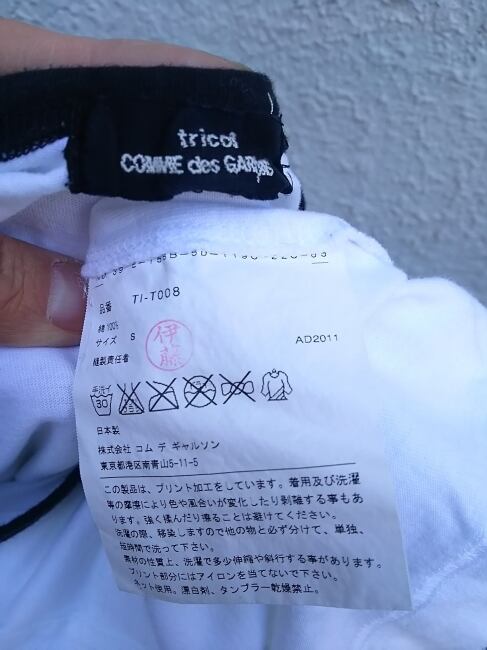 tricot
COMME des GARÇONS
品番 TI-T008
綿100%
サイズ S
縫製責任者
伊藤
AD2011
手洗イ
30
日本製
株式会社 コム デ ギャルソン
東京都港区南青山5-11-5
この製品は、プリント加工をしています。着用及び洗濯
等の摩擦により色や風合いが変化したり剥離する事もあ
ります。強く揉んだり擦ることは避けてください。
洗濯の際、移染しますので他の物と必ず分けて、単独、
短時間で洗って下さい。
素材の性質上、洗濯で多少伸縮や斜行する事があります。
プリント部分にはアイロンを当てないで下さい。
ネット使用。漂白剤、タンブラー乾燥禁止。